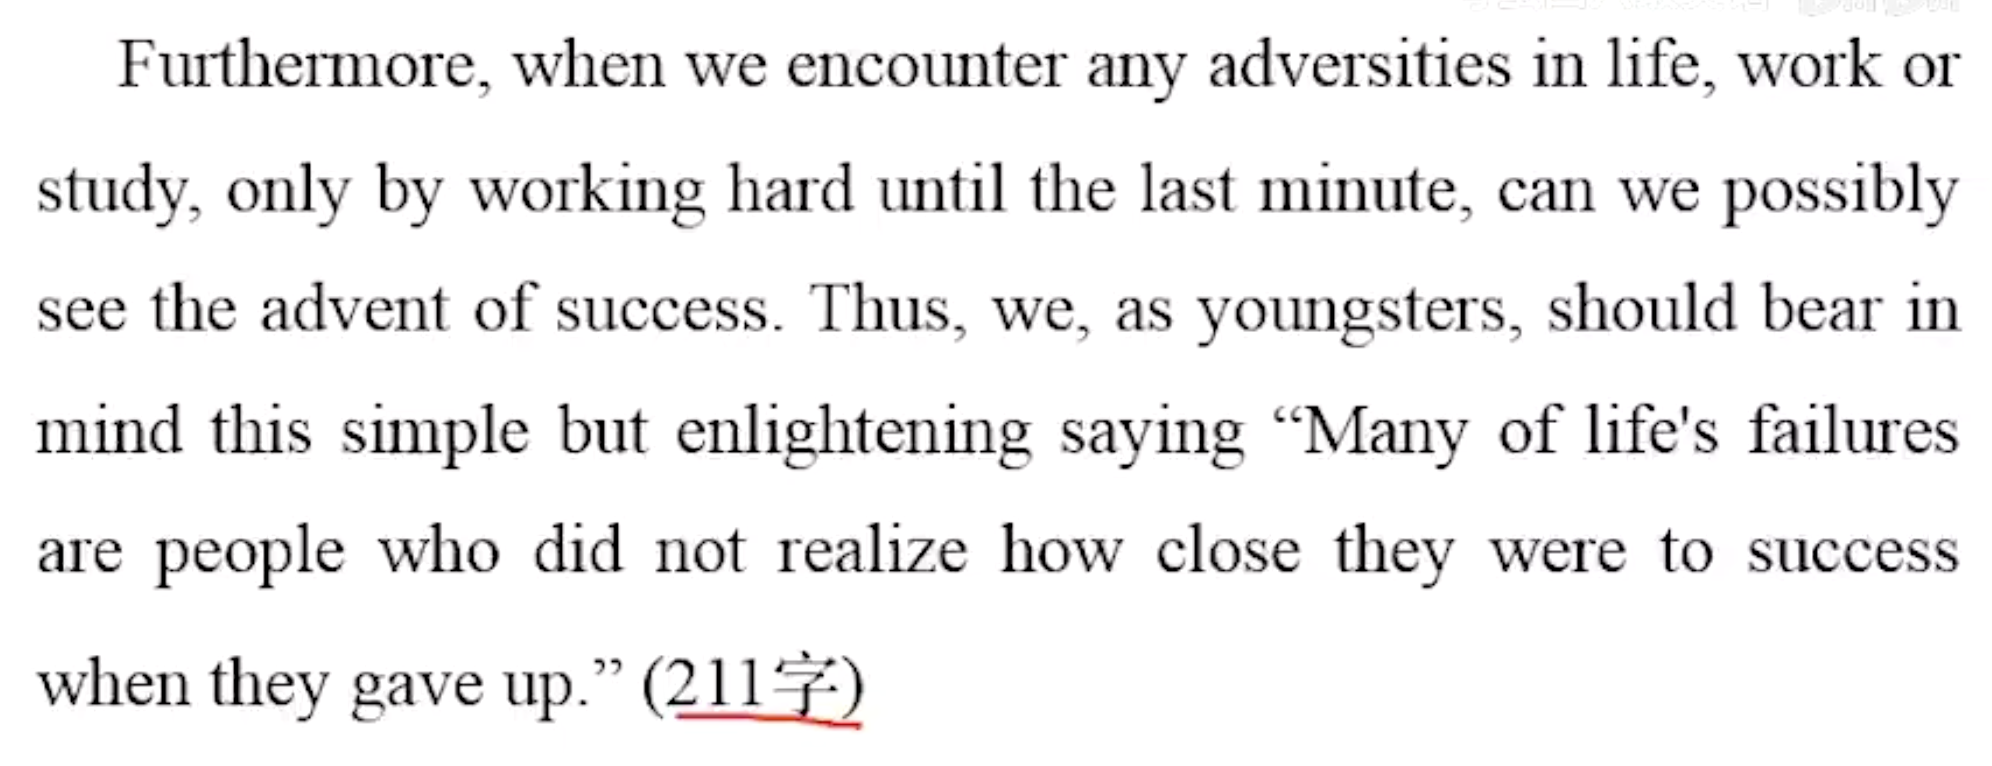 Furthermore, when we encounter any adversities in life, work or
study, only by working hard until the last minute, can we possibly
see the advent of success. Thus, we, as youngsters, should bear in
mind this simple but enlightening saying “Many of life's failures
are people who did not realize how close they were to success
when they gave up.” (211字)